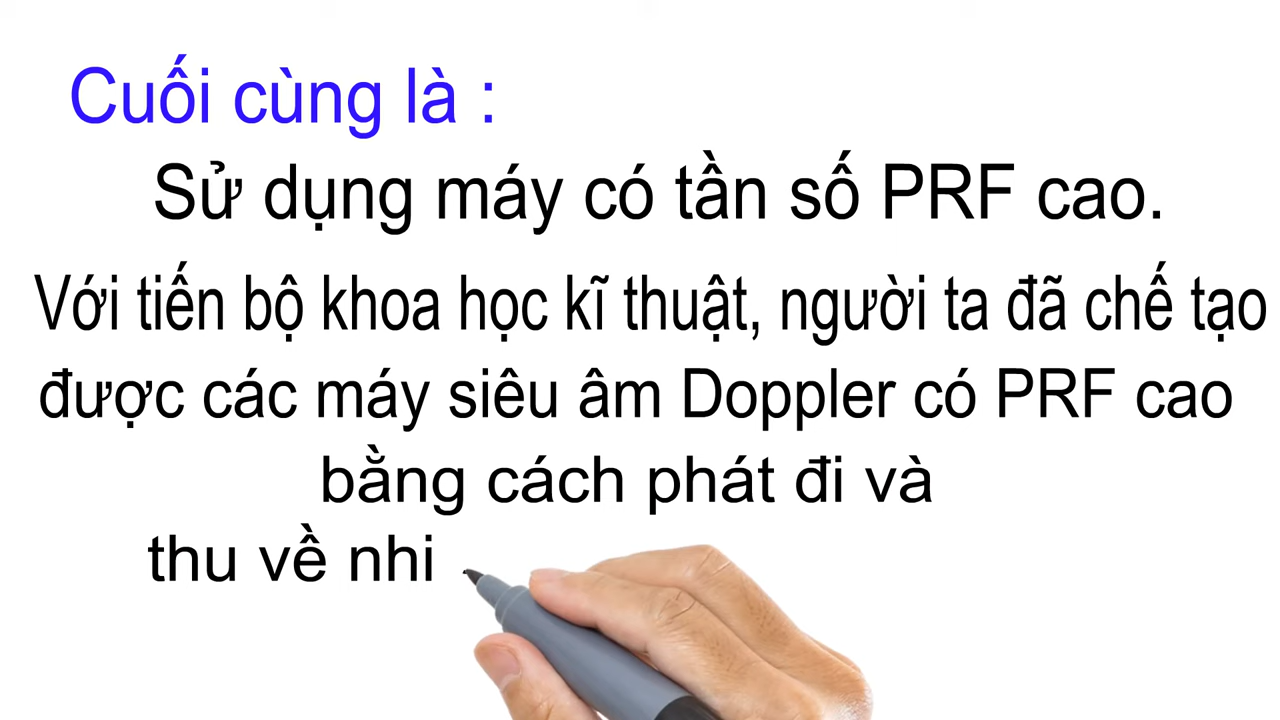 Cuối cùng là :
Sử dụng máy có tần số PRF cao.
Với tiến bộ khoa học kĩ thuật, người ta đã chế tạo
được các máy siêu âm Doppler có PRF cao
bằng cách phát đi và
thu về nhi